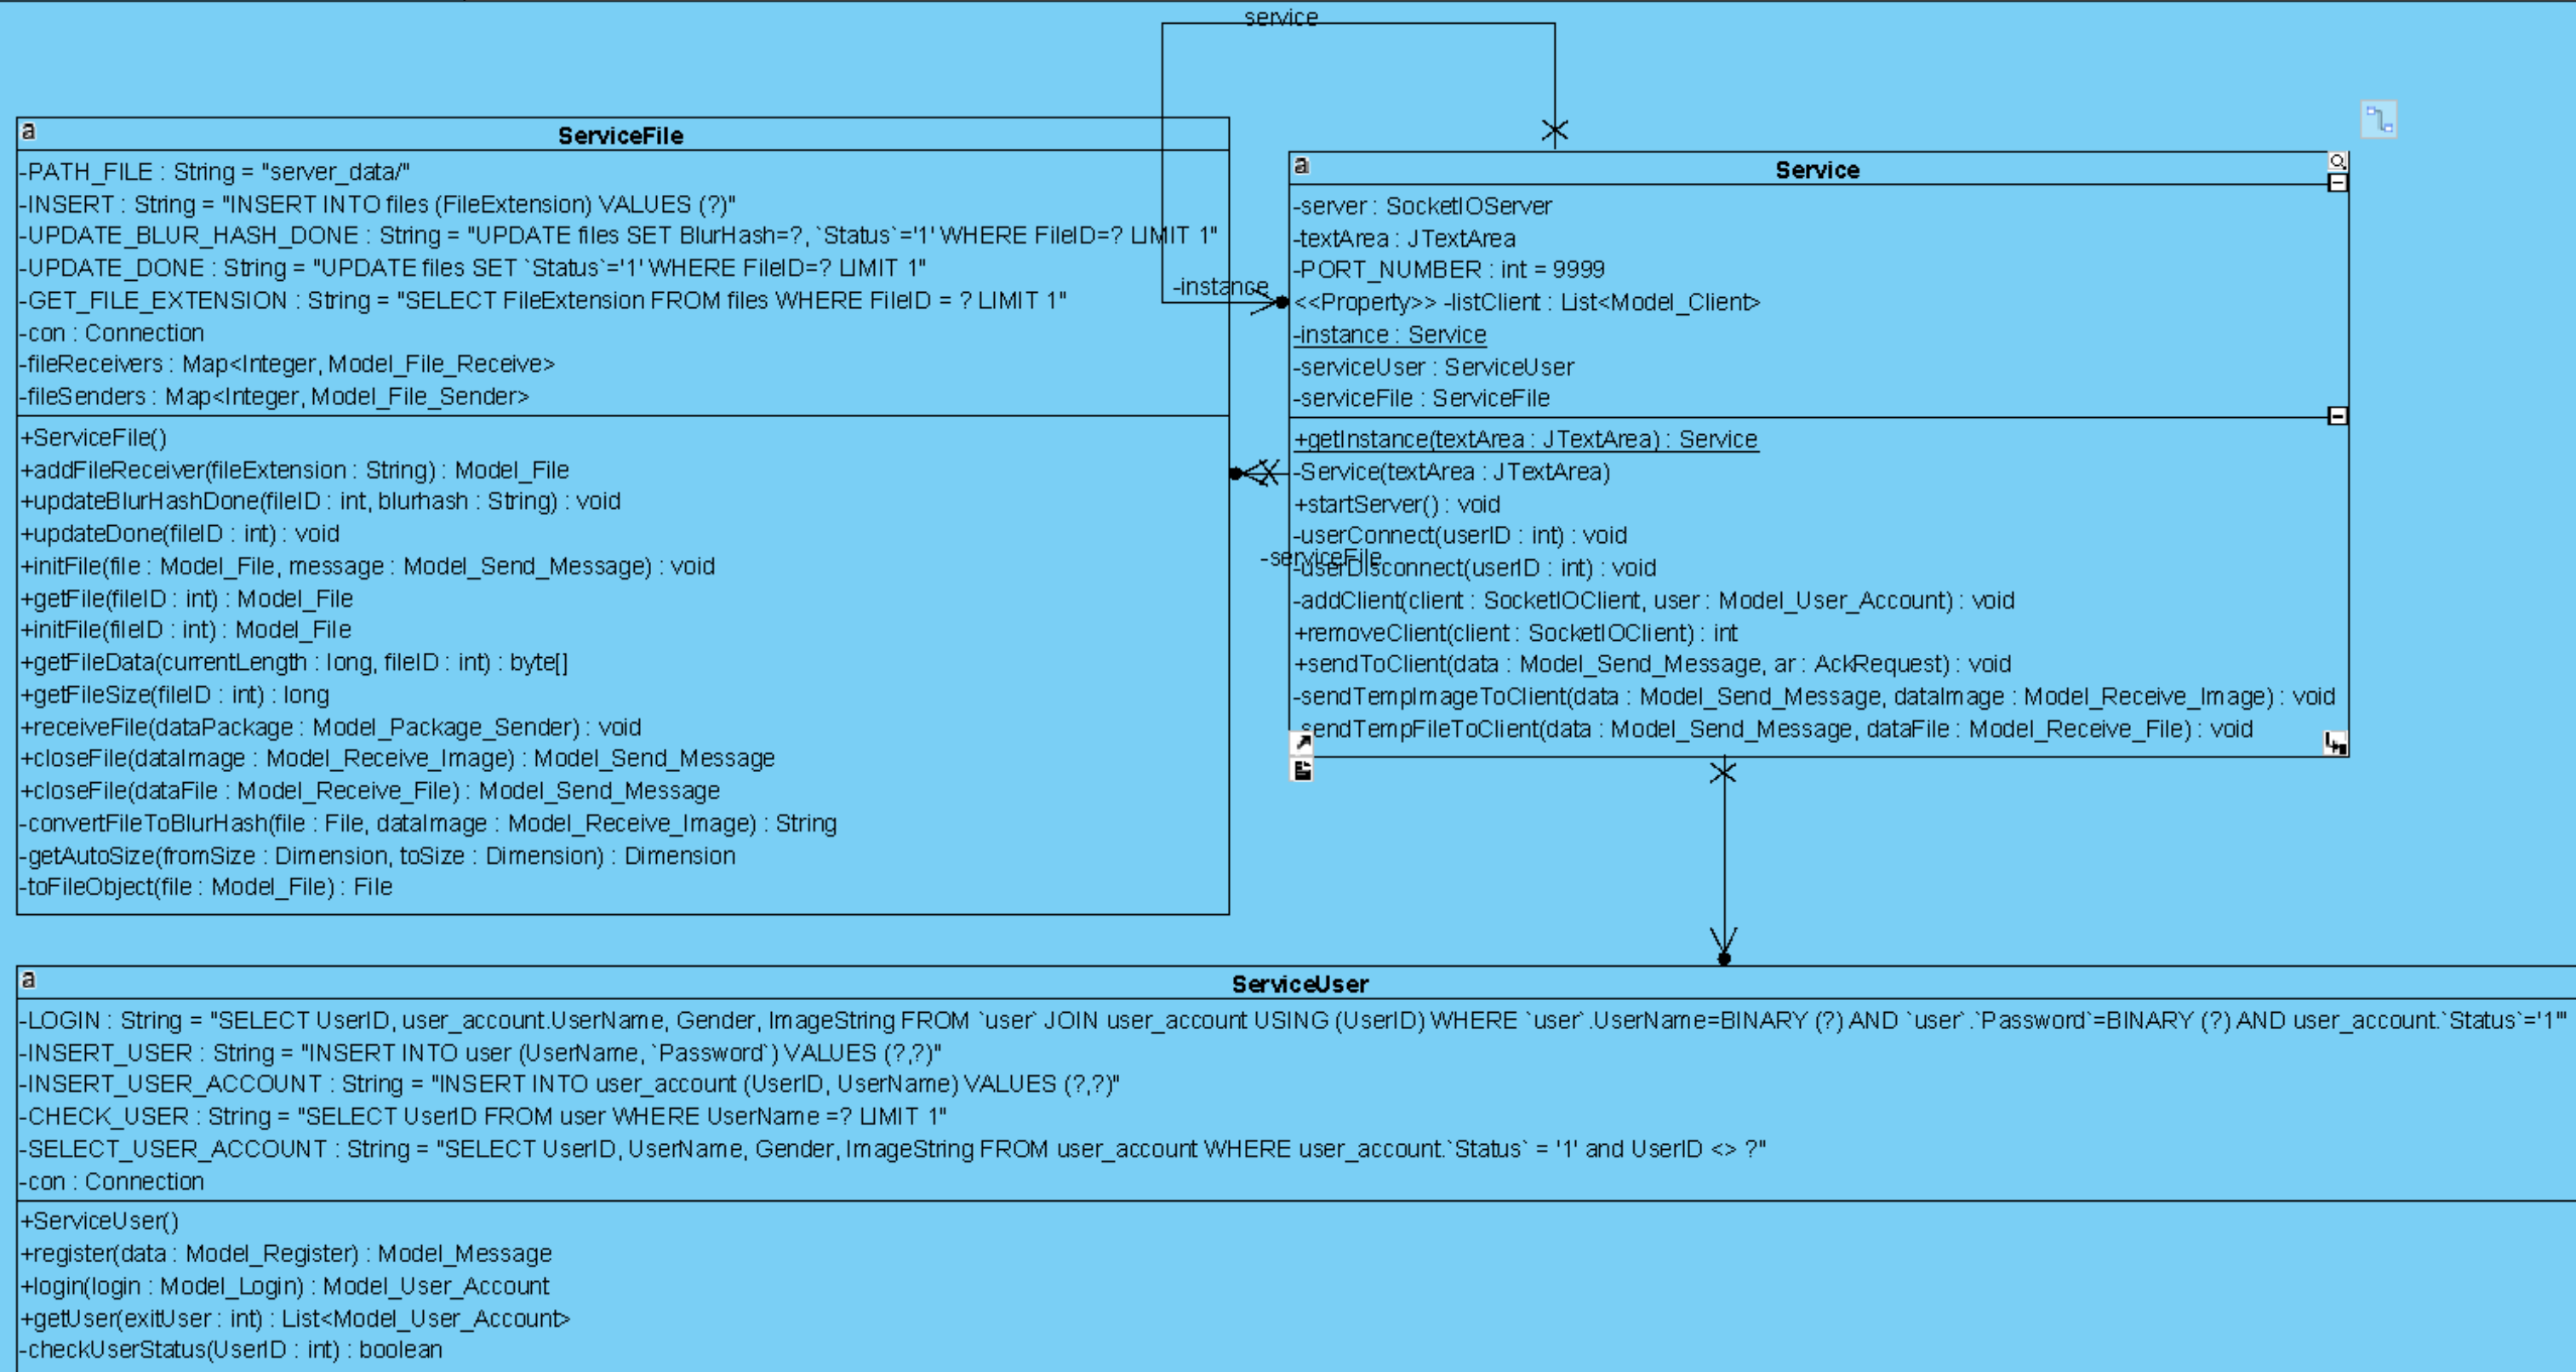 service
a
ServiceFile
-PATH_FILE : String = "server_data/"
-INSERT : String = "INSERT INTO files (FileExtension) VALUES (?)"
-UPDATE_BLUR_HASH_DONE : String = "UPDATE files SET BlurHash=?, `Status`='1' WHERE FileID=? LIMIT 1"
-UPDATE_DONE : String = "UPDATE files SET `Status`='1' WHERE FileID=? LIMIT 1"
-GET_FILE_EXTENSION : String = "SELECT FileExtension FROM files WHERE FileID = ? LIMIT 1"
-con : Connection
-fileReceivers : Map<Integer, Model_File_Receive>
-fileSenders : Map<Integer, Model_File_Sender>
+ServiceFile()
+addFileReceiver(fileExtension : String) : Model_File
+updateBlurHashDone(fileID : int, blurhash : String) : void
+updateDone(fileID : int) : void
+initFile(file : Model_File, message : Model_Send_Message) : void
+getFile(fileID : int) : Model_File
+initFile(fileID : int) : Model_File
+getFileData(currentLength : long, fileID : int) : byte[]
+getFileSize(fileID : int) : long
+receiveFile(dataPackage : Model_Package_Sender) : void
+closeFile(dataImage : Model_Receive_Image) : Model_Send_Message
+closeFile(dataFile : Model_Receive_File) : Model_Send_Message
-convertFileToBlurHash(file : File, dataImage : Model_Receive_Image) : String
-getAutoSize(fromSize : Dimension, toSize : Dimension) : Dimension
-toFileObject(file : Model_File) : File
-instance
-serviceFile
a
Service
-server : SocketIOServer
-textArea : JTextArea
-PORT_NUMBER : int = 9999
<<Property>> -listClient : List<Model_Client>
-instance : Service
-serviceUser : ServiceUser
-serviceFile : ServiceFile
+getInstance(textArea : JTextArea) : Service
-Service(textArea : JTextArea)
+startServer() : void
-userConnect(userID : int) : void
-userDisconnect(userID : int) : void
-addClient(client : SocketIOClient, user : Model_User_Account) : void
+removeClient(client : SocketIOClient) : int
+sendToClient(data : Model_Send_Message, ar : AckRequest) : void
-sendTempImageToClient(data : Model_Send_Message, dataImage : Model_Receive_Image) : void
sendTempFileToClient(data : Model_Send_Message, dataFile : Model_Receive_File) : void
a
ServiceUser
-LOGIN : String = "SELECT UserID, user_account.UserName, Gender, ImageString FROM `user` JOIN user_account USING (UserID) WHERE `user`.UserName=BINARY (?) AND `user`.`Password`=BINARY (?) AND user_account.`Status`='1'"
-INSERT_USER : String = "INSERT INTO user (UserName, `Password`) VALUES (?,?)"
-INSERT_USER_ACCOUNT : String = "INSERT INTO user_account (UserID, UserName) VALUES (?,?)"
-CHECK_USER : String = "SELECT UserID FROM user WHERE UserName =? LIMIT 1"
-SELECT_USER_ACCOUNT : String = "SELECT UserID, UserName, Gender, ImageString FROM user_account WHERE user_account.`Status` = '1' and UserID <> ?"
-con : Connection
+ServiceUser()
+register(data : Model_Register) : Model_Message
+login(login : Model_Login) : Model_User_Account
+getUser(exitUser : int) : List<Model_User_Account>
-checkUserStatus(UserID : int) : boolean